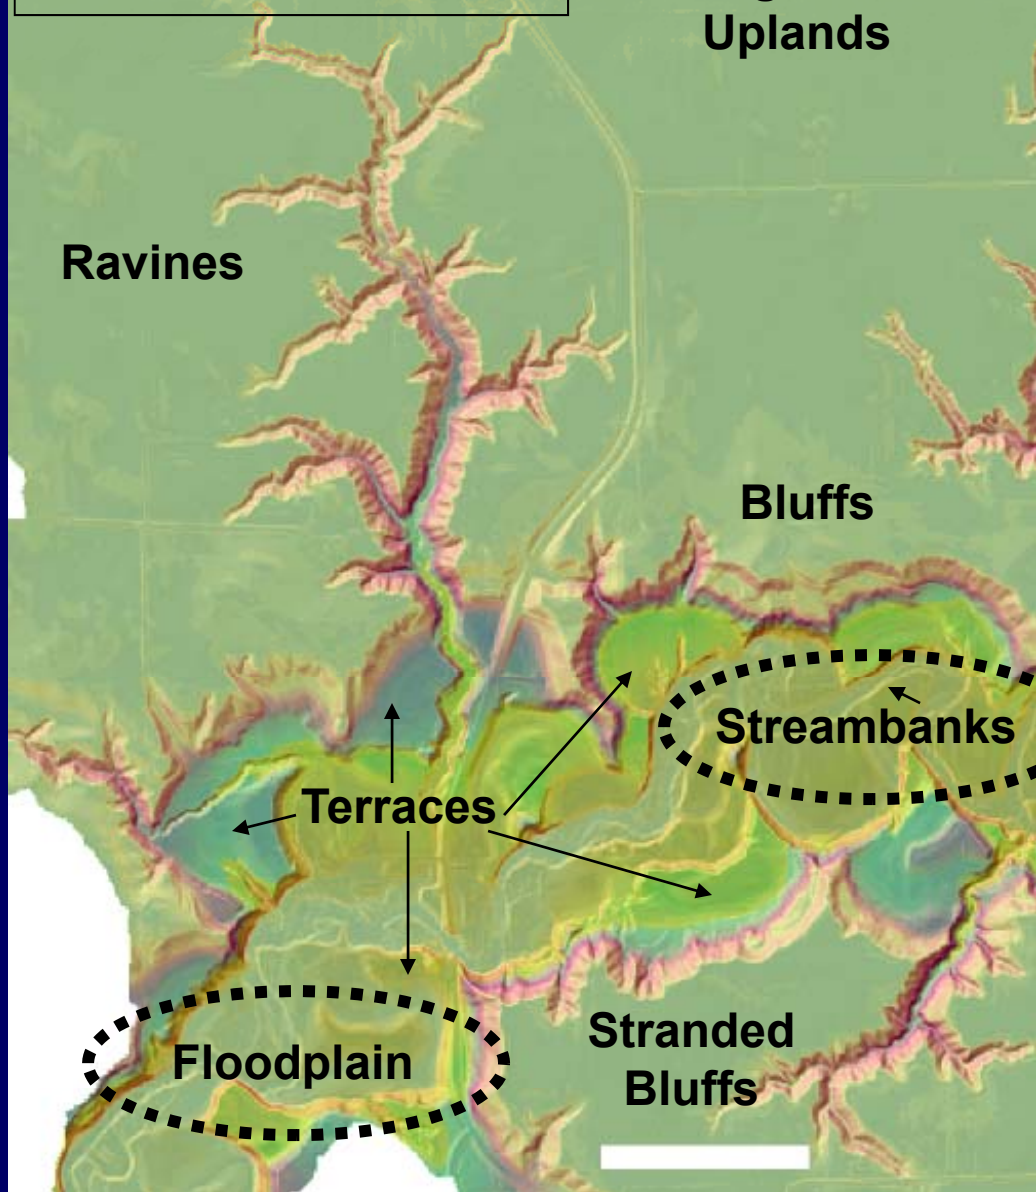 Uplands
Ravines
Bluffs
Streambanks
Terraces
Stranded
Bluffs
Floodplain